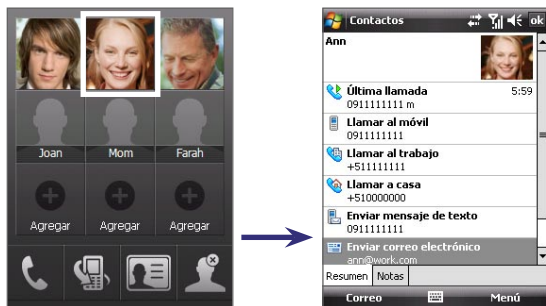 Joan Mom Farah
Agregar Agregar Agregar
Contactos ok
Ann
Última llamada 5:59
0911111111 m
Llamar al móvil
0911111111
Llamar al trabajo
+511111111
Llamar a casa
+510000000
Enviar mensaje de texto
0911111111
Enviar correo electrónico
ann@work.com
Resumen Notas
Correo Menú